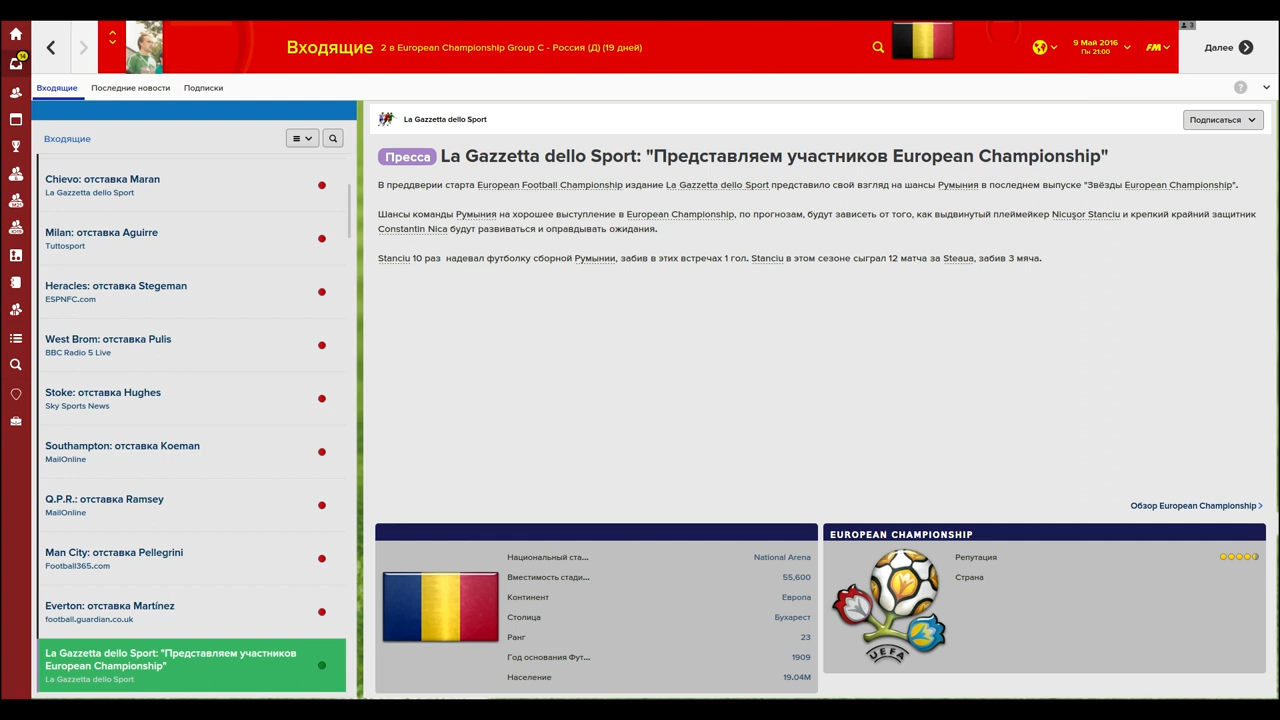 Входящие
2 в European Championship Group C - Россия (Д) (19 дней)
9 Май 2016
Пн 21:00
FM
3
Далее
Входящие
Последние новости
Подписки
Входящие
Chievo: отставка Maran
La Gazzetta dello Sport
Milan: отставка Aguirre
Tuttosport
Heracles: отставка Stegeman
ESPNFC.com
West Brom: отставка Pulis
BBC Radio 5 Live
Stoke: отставка Hughes
Sky Sports News
Southampton: отставка Koeman
MailOnline
Q.P.R.: отставка Ramsey
MailOnline
Man City: отставка Pellegrini
Football365.com
Everton: отставка Martínez
football.guardian.co.uk
La Gazzetta dello Sport: "Представляем участников
European Championship"
La Gazzetta dello Sport
La Gazzetta dello Sport
Подписаться
Пресса La Gazzetta dello Sport: "Представляем участников European Championship"
В преддверии старта European Football Championship издание La Gazzetta dello Sport представило свой взгляд на шансы Румыния в последнем выпуске "Звёзды European Championship".
Шансы команды Румыния на хорошее выступление в European Championship, по прогнозам, будут зависеть от того, как выдвинутый плеймейкер Nicușor Stanciu и крепкий крайний защитник
Constantin Nica будут развиваться и оправдывать ожидания.
Stanciu 10 раз надевал футболку сборной Румынии, забив в этих встречах 1 гол. Stanciu в этом сезоне сыграл 12 матча за Steaua, забив 3 мяча.
Обзор European Championship
Национальный ста... National Arena
Вместимость стади... 55,600
Континент Европа
Столица Бухарест
Ранг 23
Год основания Фут... 1909
Население 19.04M
EUROPEAN CHAMPIONSHIP
Репутация
Страна
UEFA